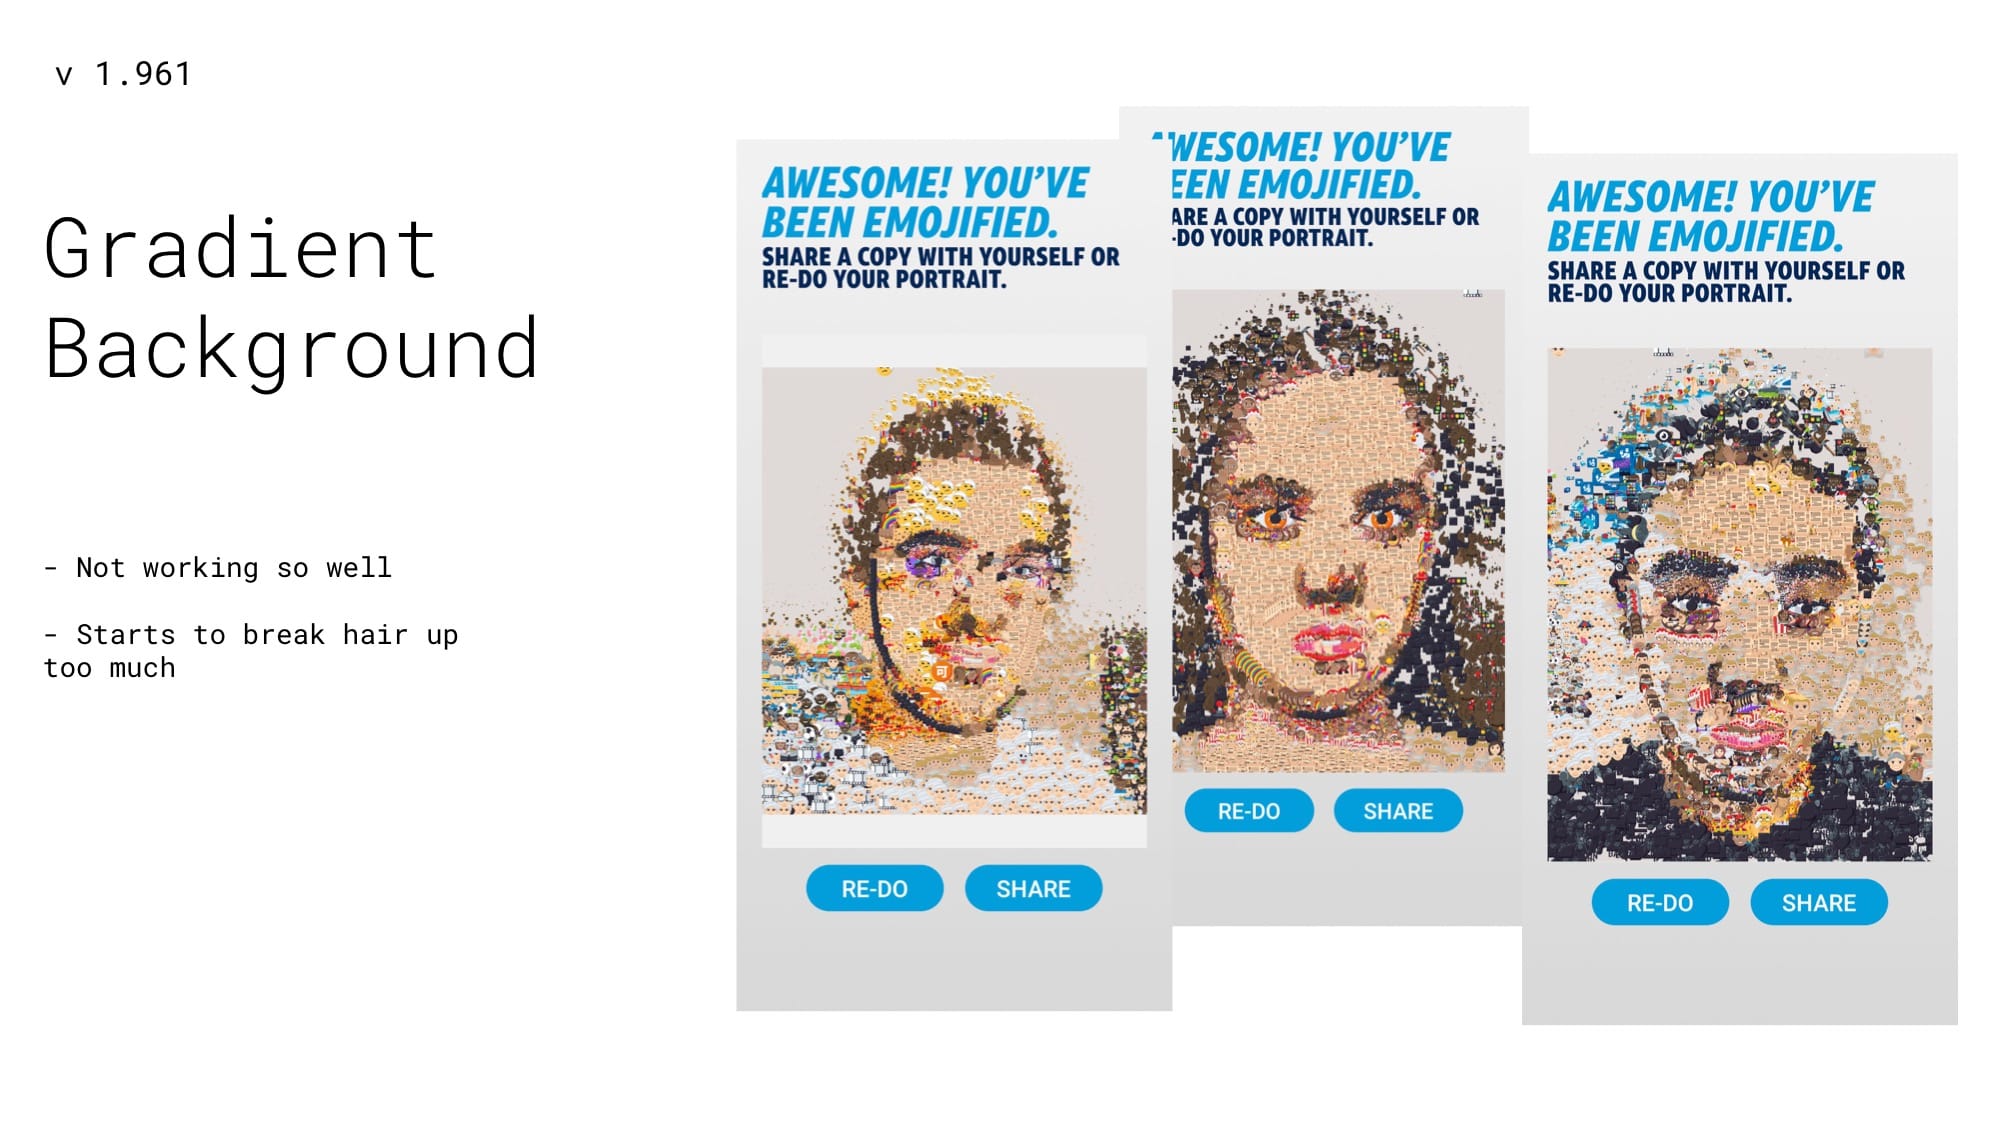 v 1.961
Gradient
Background
- Not working so well
- Starts to break hair up
too much
AWESOME! YOU’VE
BEEN EMOJIFIED.
SHARE A COPY WITH YOURSELF OR
RE-DO YOUR PORTRAIT.
RE-DO
SHARE
AWESOME! YOU’VE
EEN EMOJIFIED.
ARE A COPY WITH YOURSELF OR
-DO YOUR PORTRAIT.
RE-DO
SHARE
AWESOME! YOU’VE
BEEN EMOJIFIED.
SHARE A COPY WITH YOURSELF OR
RE-DO YOUR PORTRAIT.
RE-DO
SHARE